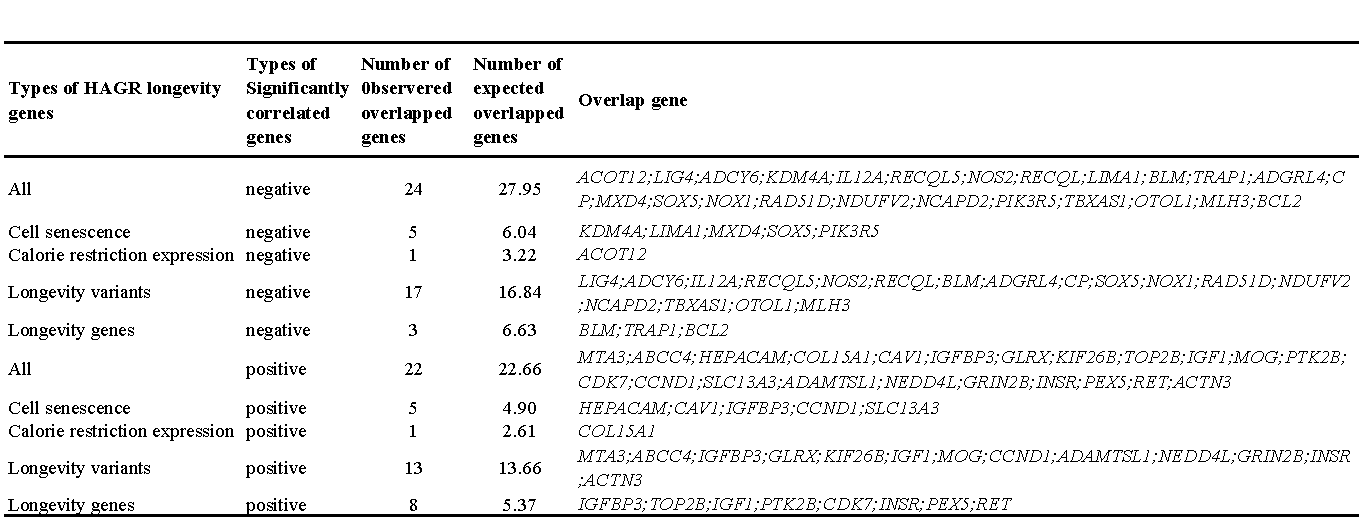 Types of HAGR longevity genes Types of Significantly correlated genes Number of 0bservered overlapped genes Number of expected overlapped genes Overlap gene
All negative 24 27.95 ACOT12;LIG4;ADCY6;KDM4A;IL12A;RECQL5;NOS2;RECQL;LIMA1;BLM;TRAP1;ADGRL4;C
P;MXD4;SOX5;NOX1;RAD51D;NDUFV2;NCAPD2;PIK3R5;TBXAS1;OTOL1;MLH3;BCL2
Cell senescence negative 5 6.04 KDM4A;LIMA1;MXD4;SOX5;PIK3R5
Calorie restriction expression negative 1 3.22 ACOT12
Longevity variants negative 17 16.84 LIG4;ADCY6;IL12A;RECQL5;NOS2;RECQL;BLM;ADGRL4;CP;SOX5;NOX1;RAD51D;NDUFV2
;NCAPD2;TBXAS1;OTOL1;MLH3
Longevity genes negative 3 6.63 BLM;TRAP1;BCL2
All positive 22 22.66 MTA3;ABCC4;HEPACAM;COL15A1;CAV1;IGFBP3;GLRX;KIF26B;TOP2B;IGF1;MOG;PTK2B;
CDK7;CCND1;SLC13A3;ADAMTSL1;NEDD4L;GRIN2B;INSR;PEX5;RET;ACTN3
Cell senescence positive 5 4.90 HEPACAM;CAV1;IGFBP3;CCND1;SLC13A3
Calorie restriction expression positive 1 2.61 COL15A1
Longevity variants positive 13 13.66 MTA3;ABCC4;IGFBP3;GLRX;KIF26B;IGF1;MOG;CCND1;ADAMTSL1;NEDD4L;GRIN2B;INSR
;ACTN3
Longevity genes positive 8 5.37 IGFBP3;TOP2B;IGF1;PTK2B;CDK7;INSR;PEX5;RET